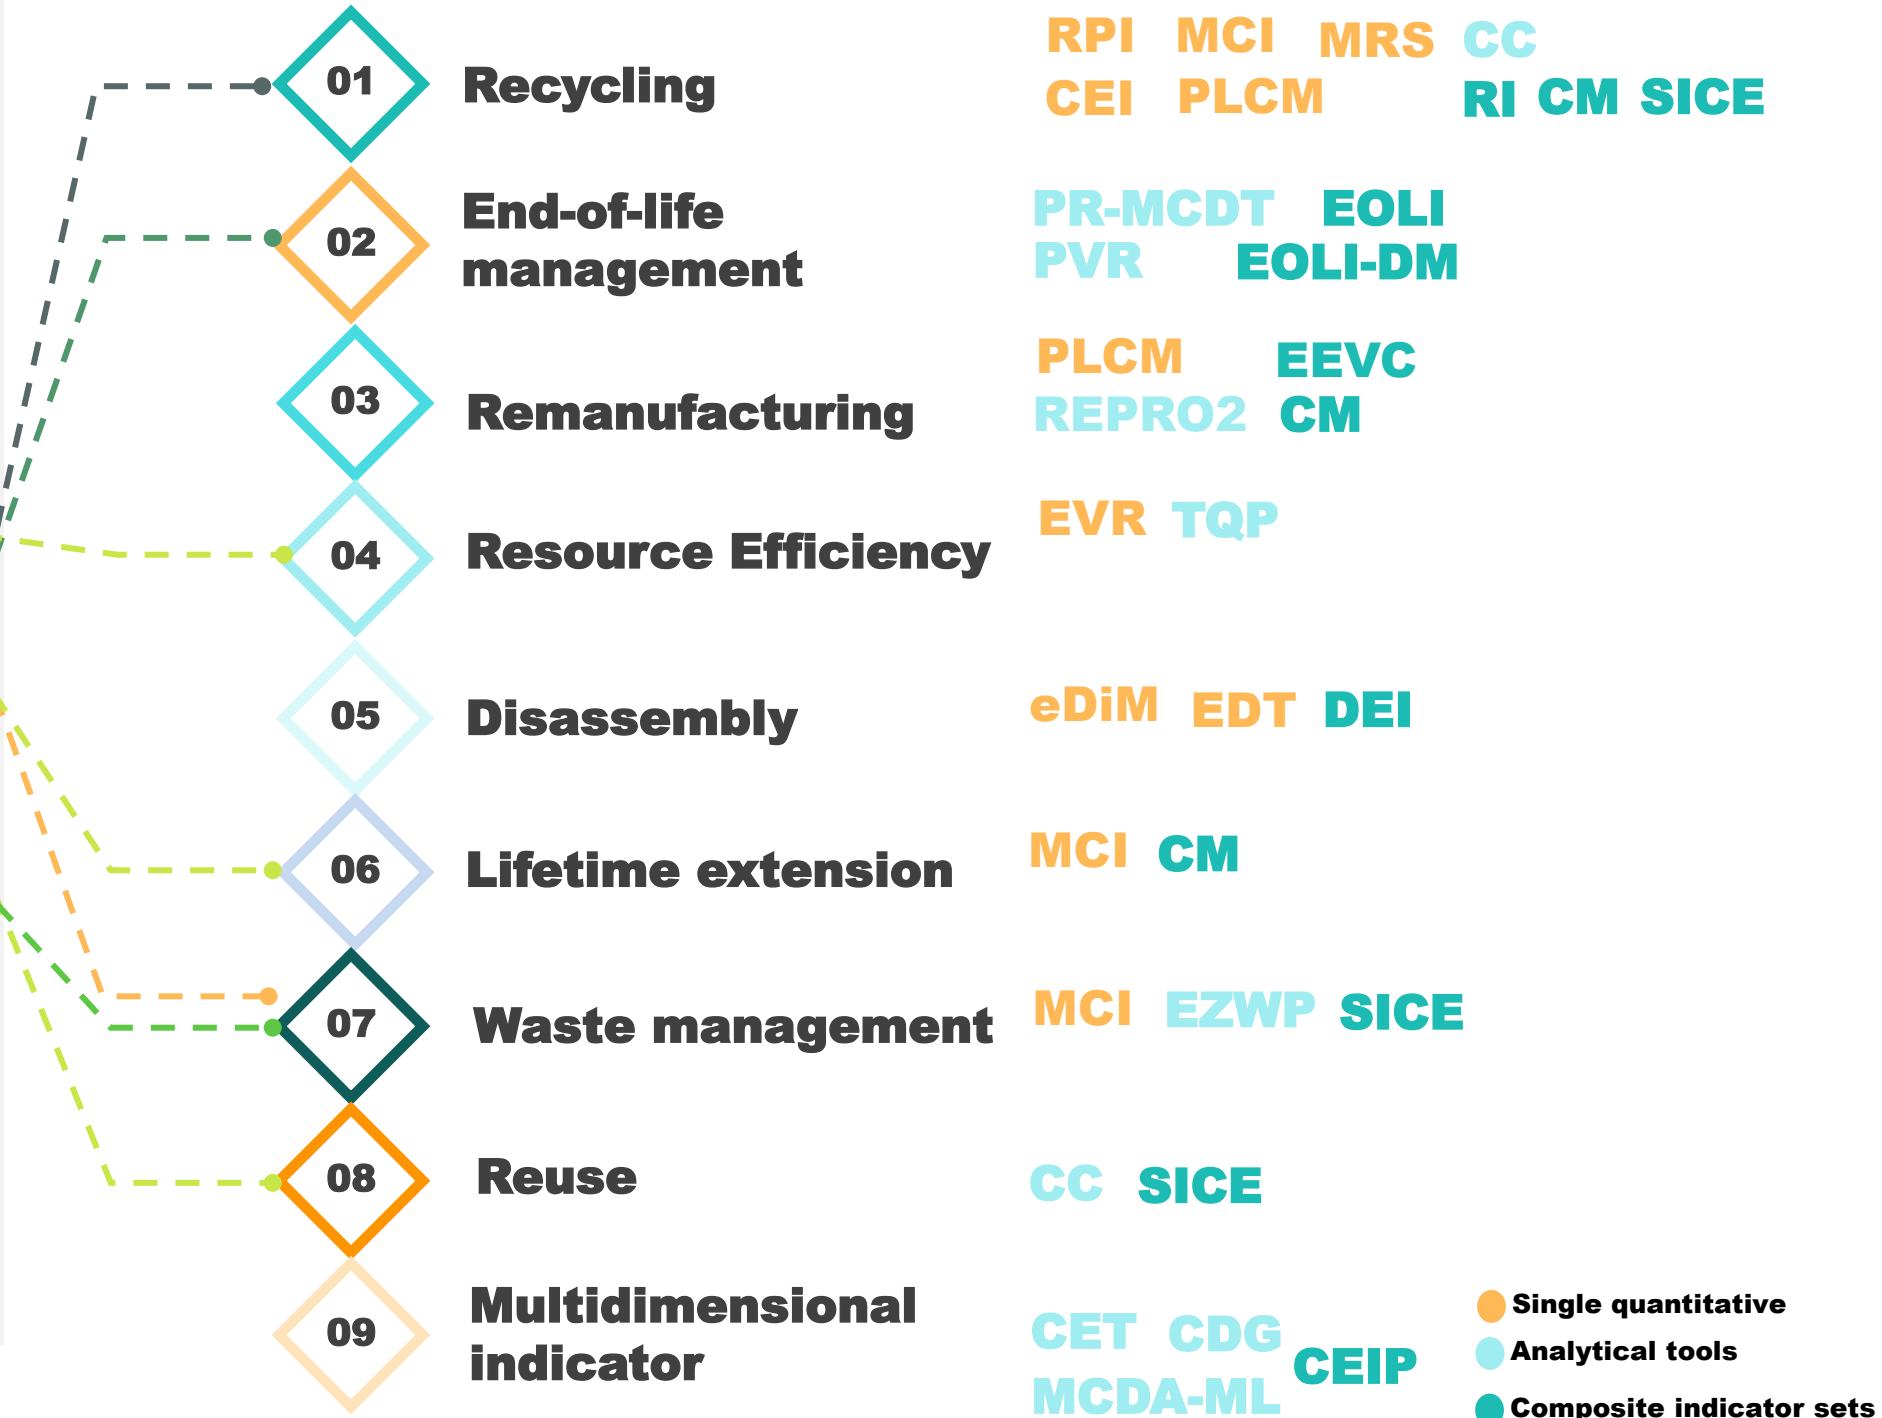 01 Recycling RPI MCI MRS CC
CEI PLCM RI CM SICE
02 End-of-life management
PR-MCDT EOLI
PVR EOLI-DM
03 Remanufacturing
PLCM EEVC
REPRO2 CM
04 Resource Efficiency EVR TQP
05 Disassembly eDiM EDT DEI
06 Lifetime extension MCI CM
07 Waste management MCI EZWP SICE
08 Reuse CC SICE
09 Multidimensional
indicator
CET CDG CEIP
MCDA-ML
Single quantitative
Analytical tools
Composite indicator sets